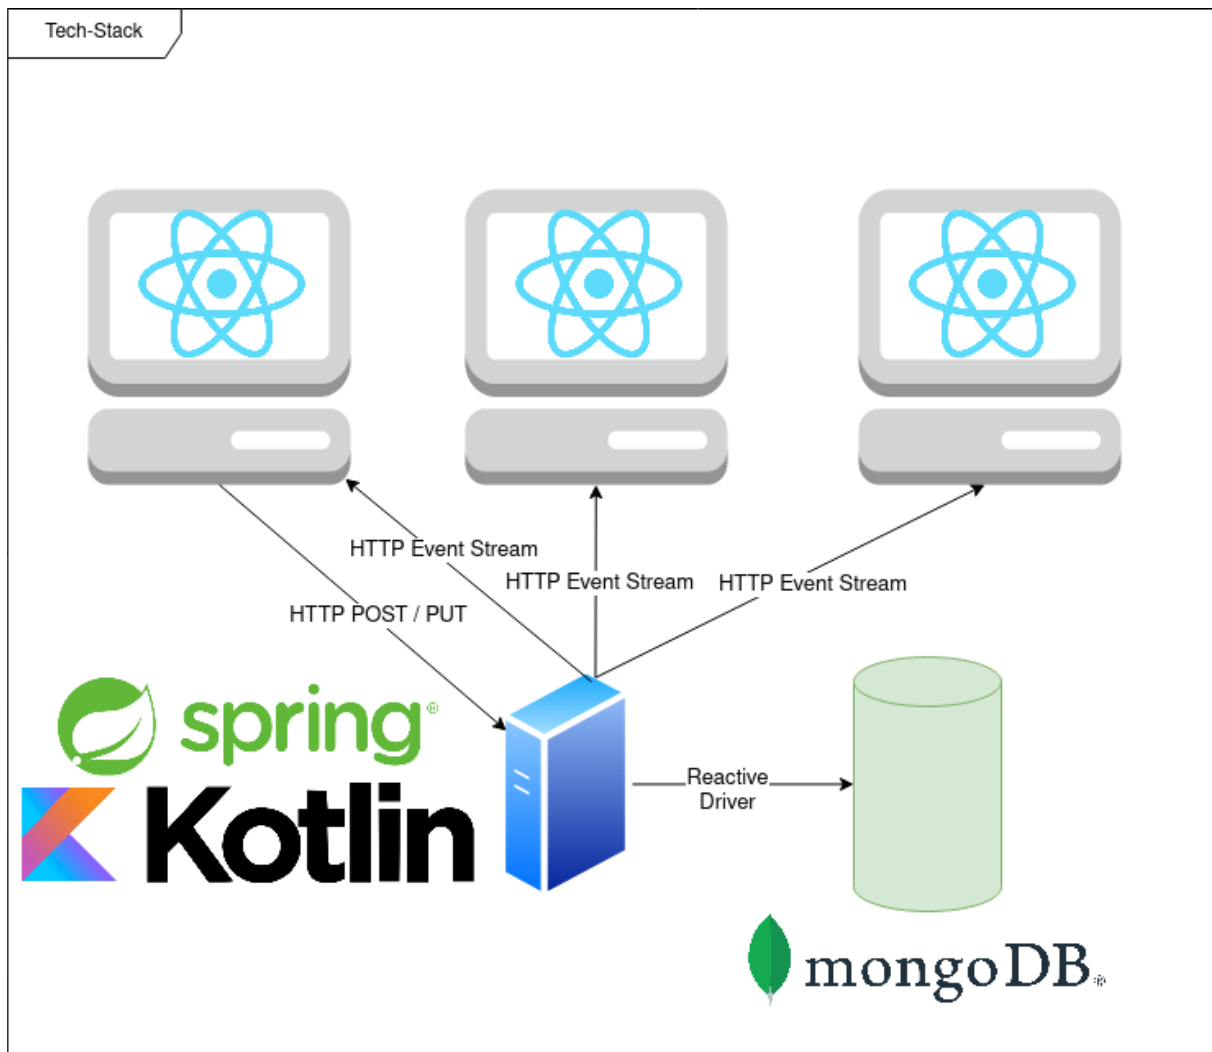 Tech-Stack
HTTP Event Stream
HTTP Event Stream
HTTP Event Stream
HTTP POST / PUT
spring®
Kotlin
Reactive
Driver
mongoDB®